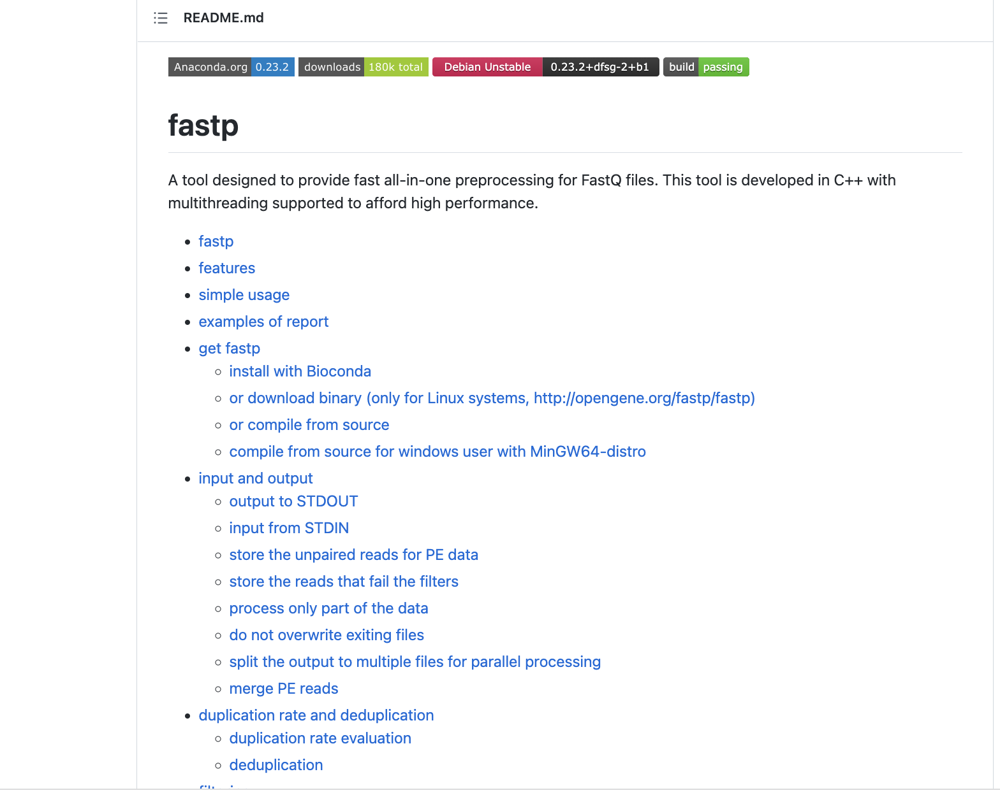 README.md
Anaconda.org 0.23.2 downloads 180k total Debian Unstable 0.23.2+dfsg-2+b1 build passing
fastp
A tool designed to provide fast all-in-one preprocessing for FastQ files. This tool is developed in C++ with
multithreading supported to afford high performance.
fastp
features
simple usage
examples of report
get fastp
install with Bioconda
or download binary (only for Linux systems, http://opengene.org/fastp/fastp)
or compile from source
compile from source for windows user with MinGW64-distro
input and output
output to STDOUT
input from STDIN
store the unpaired reads for PE data
store the reads that fail the filters
process only part of the data
do not overwrite exiting files
split the output to multiple files for parallel processing
merge PE reads
duplication rate and deduplication
duplication rate evaluation
deduplication